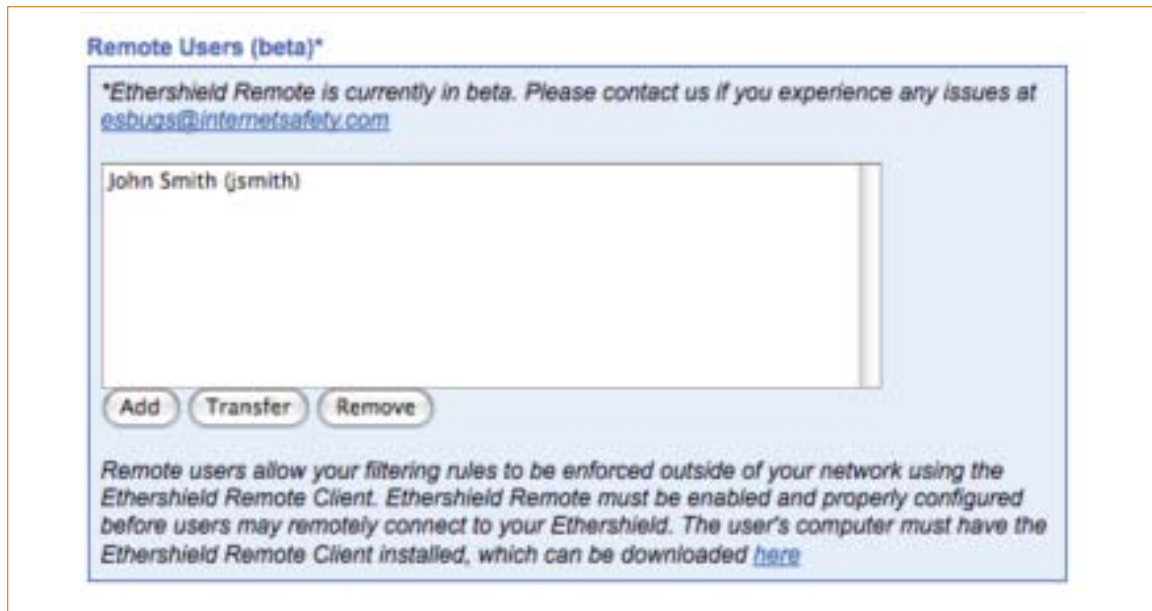 Remote Users (beta)*
*Ethershield Remote is currently in beta. Please contact us if you experience any issues at
esbugs@internetsafety.com
John Smith (jsmith)
Add Transfer Remove
Remote users allow your filtering rules to be enforced outside of your network using the
Ethershield Remote Client. Ethershield Remote must be enabled and properly configured
before users may remotely connect to your Ethershield. The user's computer must have the
Ethershield Remote Client installed, which can be downloaded here